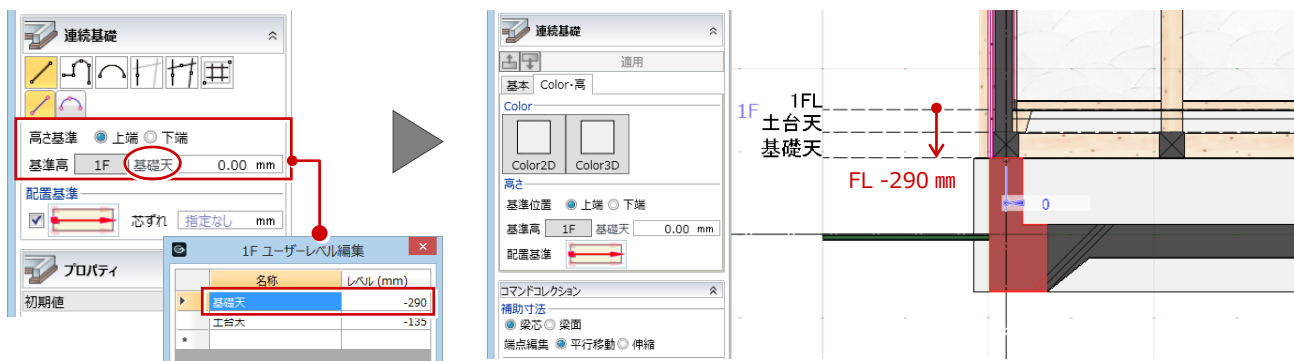 連続基礎
高さ基準 上端 下端
基準高 1F 基礎天 0.00 mm
配置基準
芯ずれ 指定なし mm
プロパティ
初期値
1F ユーザーレベル編集
名称 レベル (mm)
基礎天 -290
土台天 -135
連続基礎
適用
基本 Color・高
Color
Color2D Color3D
高さ
基準位置 上端 下端
基準高 1F 基礎天 0.00 mm
配置基準
コマンドコレクション
補助寸法
梁芯 梁面
端点編集 平行移動 伸縮
1F 1FL
土台天
基礎天
FL -290 ㎜
0